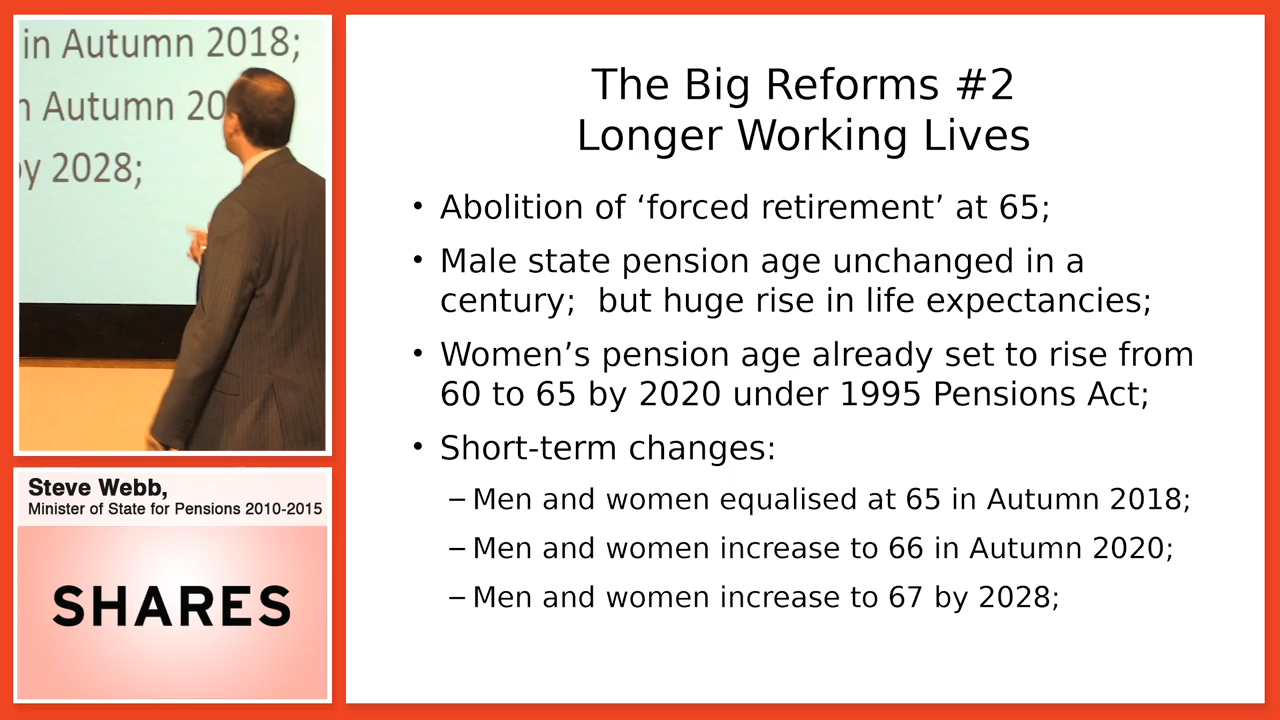 in Autumn 2018;
n Autumn 20
by 2028;
Steve Webb,
Minister of State for Pensions 2010-2015
SHARES
The Big Reforms #2
Longer Working Lives
• Abolition of ‘forced retirement’ at 65;
• Male state pension age unchanged in a
century;  but huge rise in life expectancies;
• Women’s pension age already set to rise from
60 to 65 by 2020 under 1995 Pensions Act;
• Short-term changes:
– Men and women equalised at 65 in Autumn 2018;
– Men and women increase to 66 in Autumn 2020;
– Men and women increase to 67 by 2028;